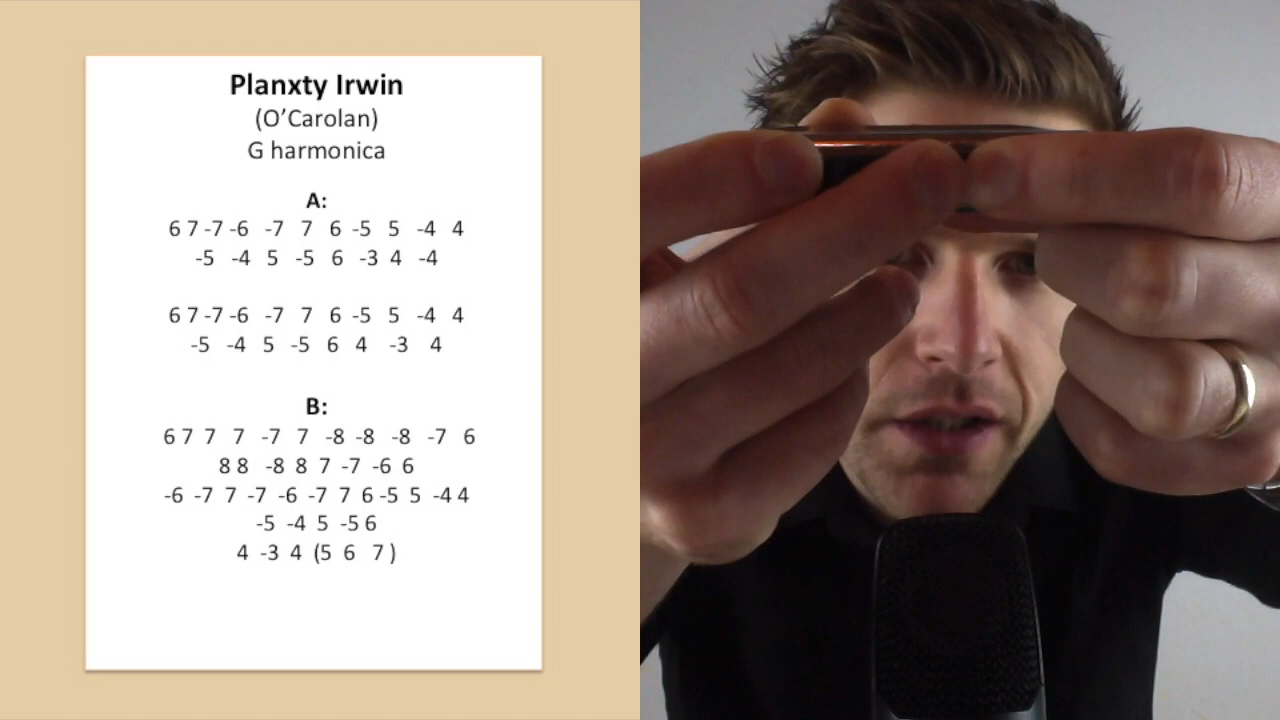 Planxty Irwin
(O’Carolan)
G harmonica
A:
6 7 -7 -6 -7 7 6 -5 5 -4 4
-5 -4 5 -5 6 -3 4 -4
6 7 -7 -6 -7 7 6 -5 5 -4 4
-5 -4 5 -5 6 4 -3 4
B:
6 7 7 7 -7 7 -8 -8 -8 -7 6
8 8 -8 8 7 -7 -6 6
-6 -7 7 -7 -6 -7 7 6 -5 5 -4 4
-5 -4 5 -5 6
4 -3 4 (5 6 7 )